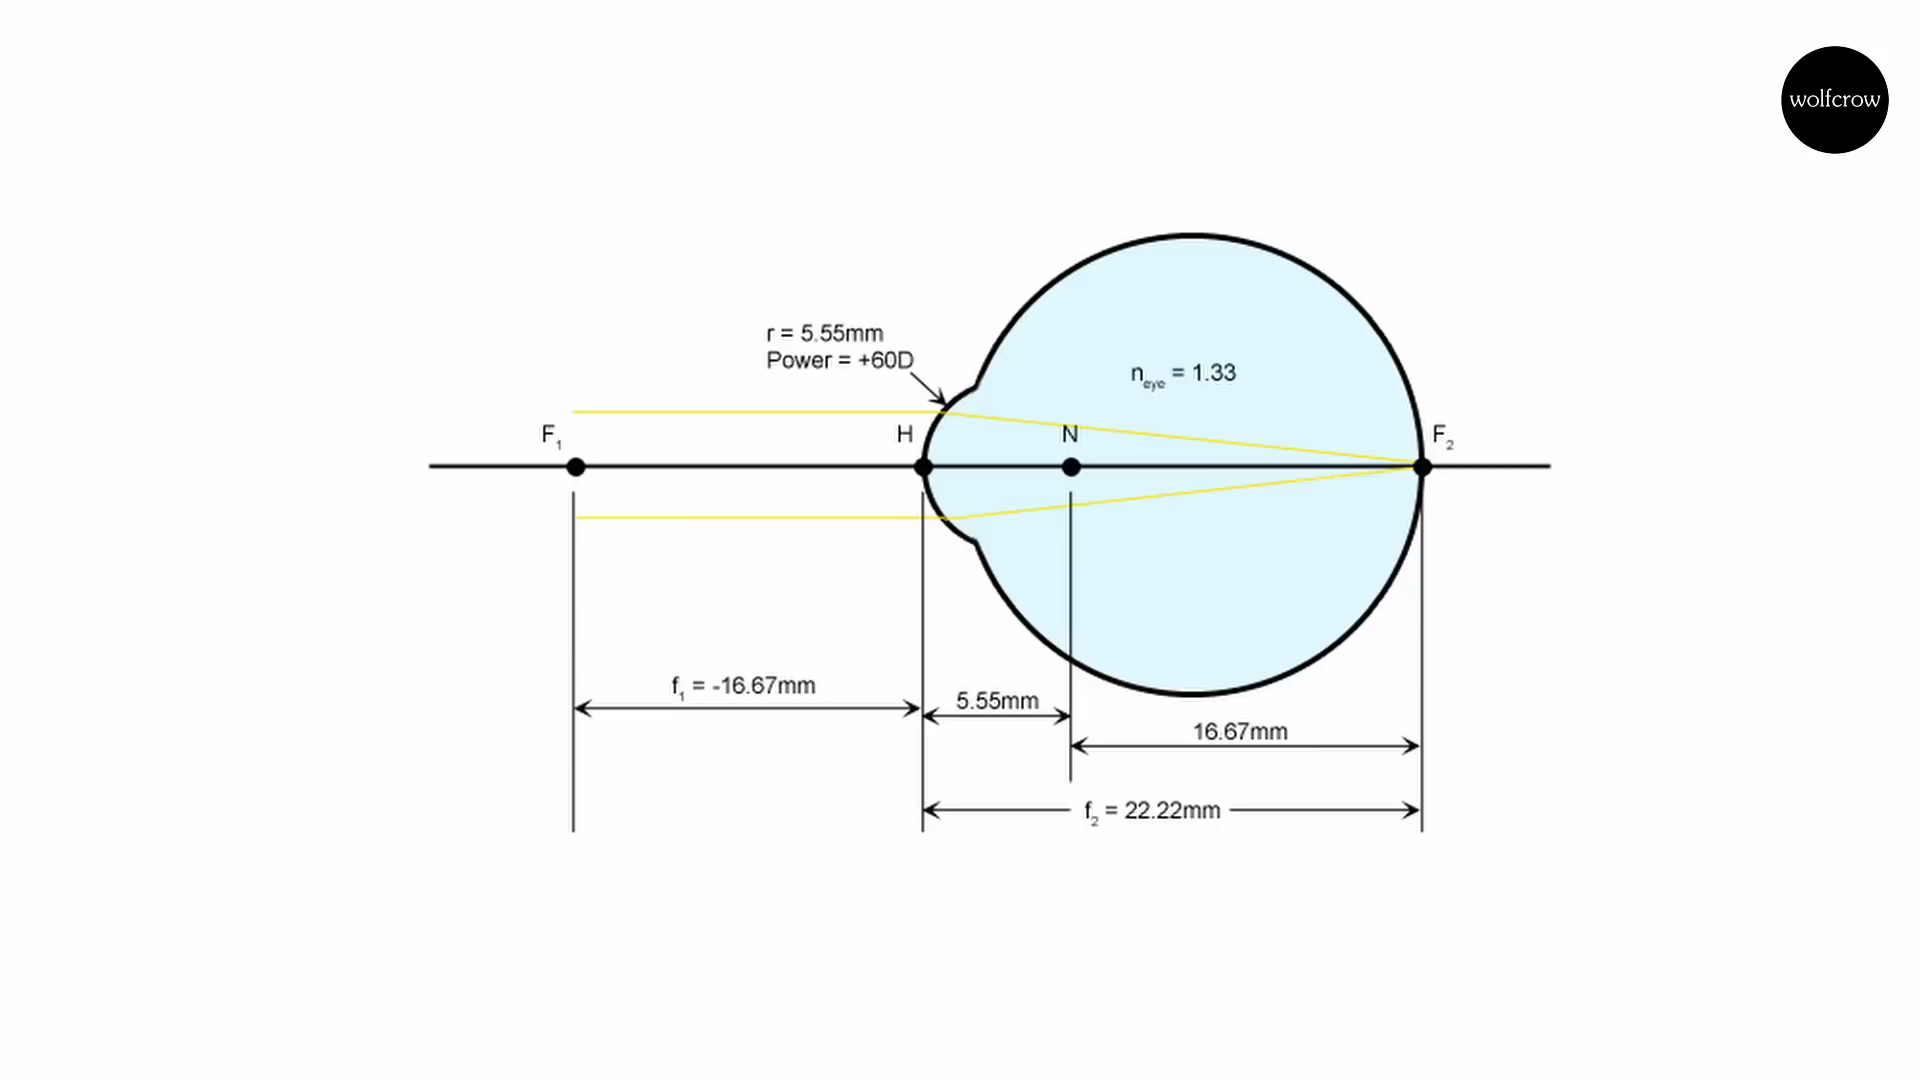 wolfcrow
r = 5.55mm
Power = +60D
n_eye = 1.33
F₁
H
N
F₂
f₁ = -16.67mm
5.55mm
16.67mm
f₂ = 22.22mm